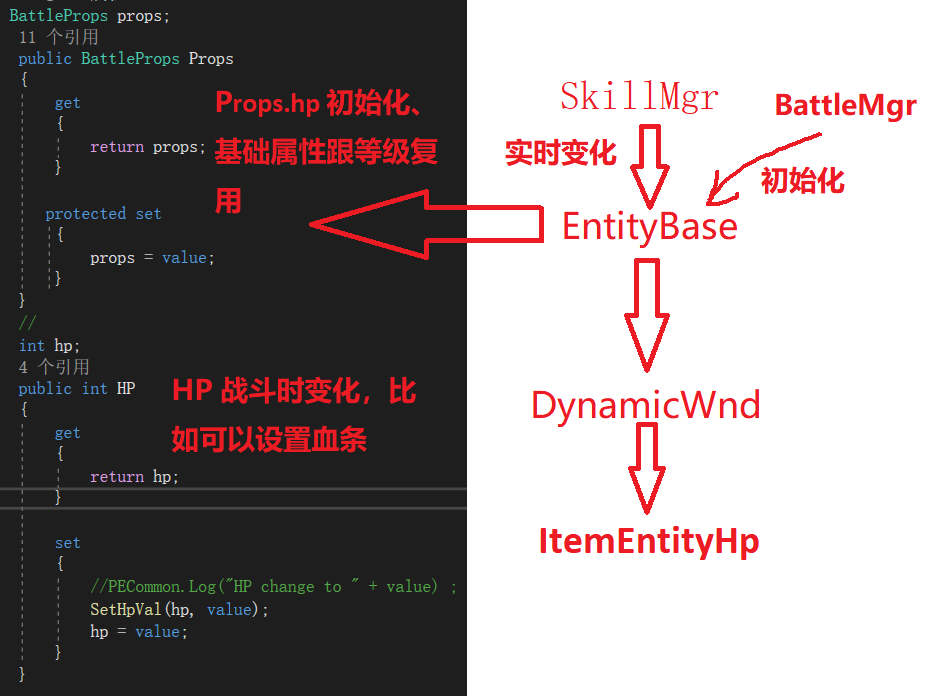 BattleProps props;
11 个引用
public BattleProps Props
{
get
{
return props;
}
protected set
{
props = value;
}
}
//
int hp;
4 个引用
public int HP
{
get
{
return hp;
}
set
{
//PECommon.Log("HP change to " + value) ;
SetHpVal(hp, value);
hp = value;
}
}
Props.hp 初始化、
基础属性跟等级复
用
HP 战斗时变化，比
如可以设置血条
SkillMgr
BattleMgr
实时变化
初始化
EntityBase
DynamicWnd
ItemEntityHp